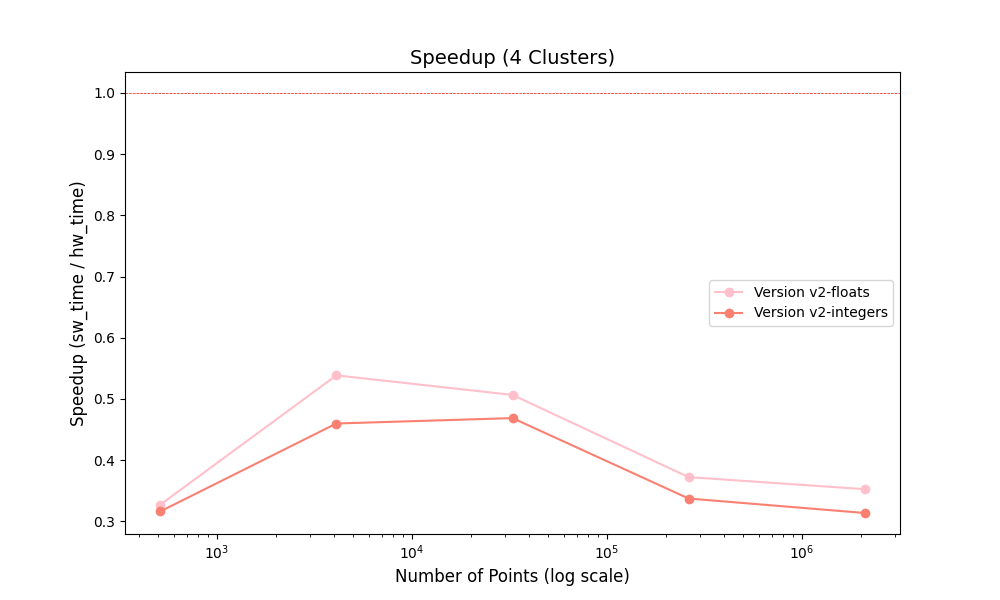 Speedup (4 Clusters)
Speedup (sw_time / hw_time)
1.0
0.9
0.8
0.7
0.6
0.5
0.4
0.3
Version v2-floats
Version v2-integers
10³
10⁴
10⁵
10⁶
Number of Points (log scale)